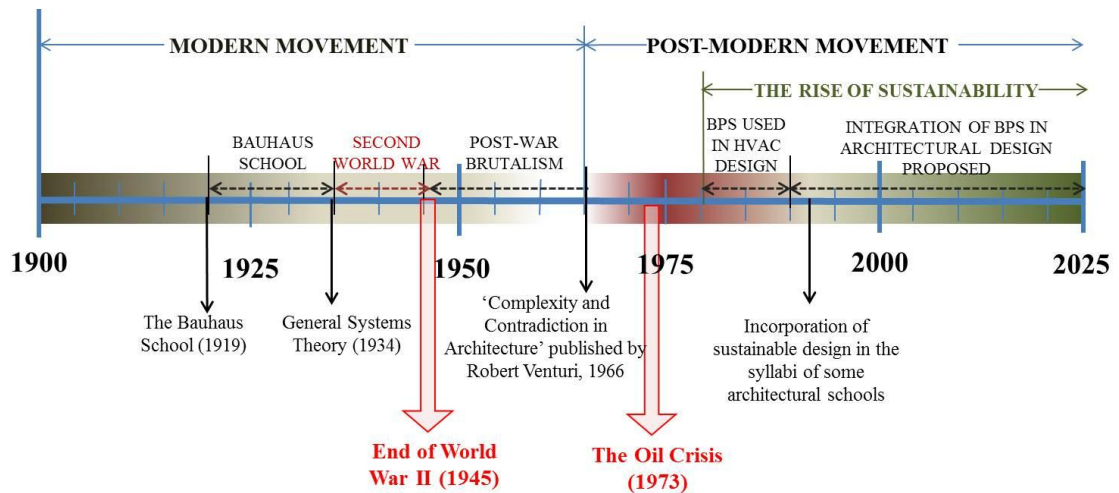 MODERN MOVEMENT
POST-MODERN MOVEMENT
THE RISE OF SUSTAINABILITY
BAUHAUS
SCHOOL
SECOND
WORLD WAR
POST-WAR
BRUTALISM
BPS USED
IN HVAC
DESIGN
INTEGRATION OF BPS IN
ARCHITECTURAL DESIGN
PROPOSED
1900
1925
1950
1975
2000
2025
The Bauhaus
School (1919)
General Systems
Theory (1934)
‘Complexity and
Contradiction in
Architecture’ published by
Robert Venturi, 1966
Incorporation of
sustainable design in the
syllabi of some
architectural schools
End of World
War II (1945)
The Oil Crisis
(1973)